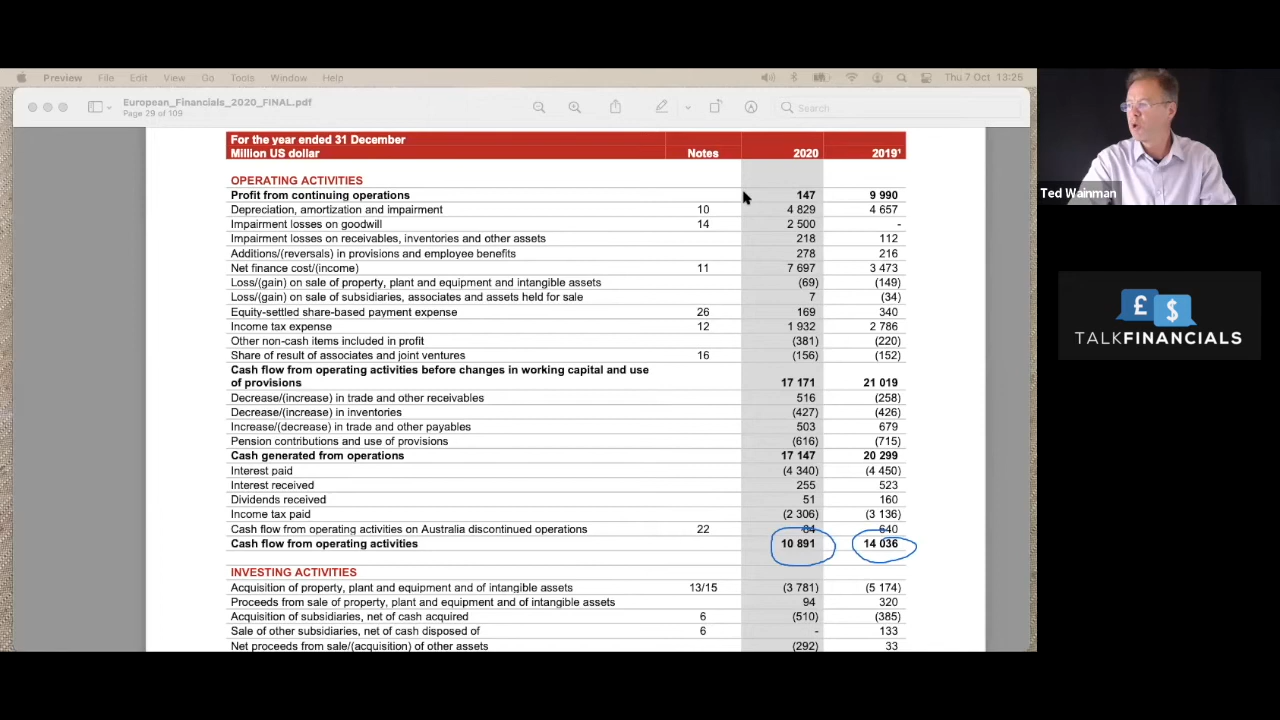 Preview File Edit View Go Tools Window Help Thu 7 Oct 13:26
European_Financials_2020_FINAL.pdf
Page 29 of 109
Search
For the year ended 31 December
Million US dollar Notes 2020 2019¹
OPERATING ACTIVITIES
Profit from continuing operations 147 9 990
Depreciation, amortization and impairment 10 4 829 4 657
Impairment losses on goodwill 14 2 500 -
Impairment losses on receivables, inventories and other assets 218 112
Additions/(reversals) in provisions and employee benefits 278 216
Net finance cost/(income) 11 7 697 3 473
Loss/(gain) on sale of property, plant and equipment and intangible assets (69) (149)
Loss/(gain) on sale of subsidiaries, associates and assets held for sale 7 (34)
Equity-settled share-based payment expense 26 169 340
Income tax expense 12 1 932 2 786
Other non-cash items included in profit (381) (220)
Share of result of associates and joint ventures 16 (156) (152)
Cash flow from operating activities before changes in working capital and use
of provisions 17 171 21 019
Decrease/(increase) in trade and other receivables 516 (258)
Decrease/(increase) in inventories (427) (426)
Increase/(decrease) in trade and other payables 503 679
Pension contributions and use of provisions (616) (715)
Cash generated from operations 17 147 20 299
Interest paid (4 340) (4 450)
Interest received 255 523
Dividends received 51 160
Income tax paid (2 306) (3 136)
Cash flow from operating activities on Australia discontinued operations 22 84 640
Cash flow from operating activities 10 891 14 036
INVESTING ACTIVITIES
Acquisition of property, plant and equipment and of intangible assets 13/15 (3 781) (5 174)
Proceeds from sale of property, plant and equipment and of intangible assets 94 320
Acquisition of subsidiaries, net of cash acquired 6 (510) (385)
Sale of other subsidiaries, net of cash disposed of 6 - 133
Net proceeds from sale/(acquisition) of other assets (292) 33
Ted Wainman
£ $
TALKFINANCIALS